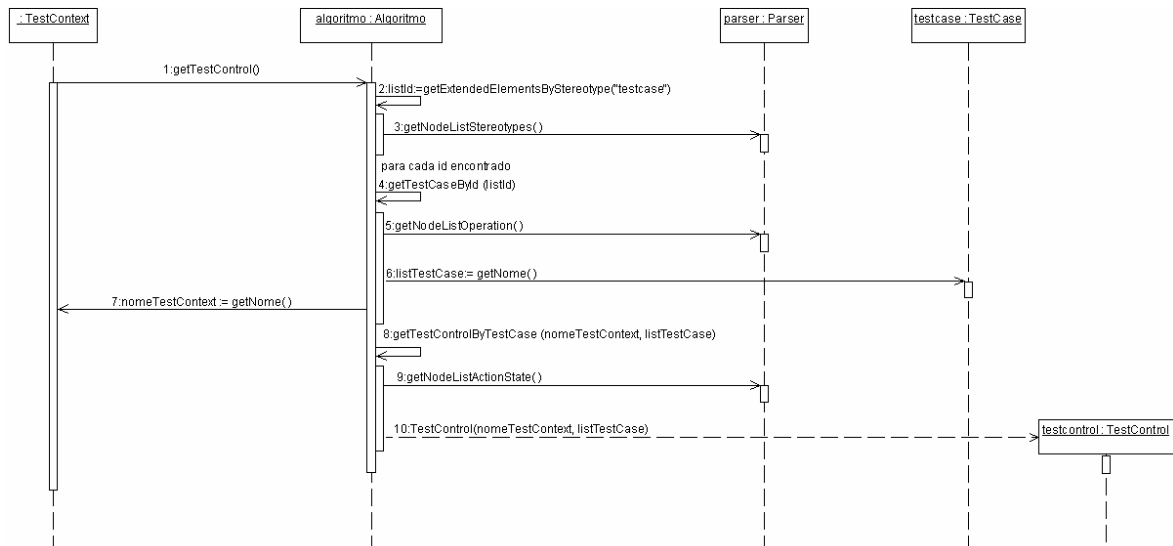 : TestContext
algoritmo : Algoritmo
parser : Parser
testcase : TestCase
1:getTestControl()
2:listId:=getExtendedElementsByStereotype("testcase")
3:getNodeListStereotypes()
para cada id encontrado
4:getTestCaseById (listId)
5:getNodeListOperation()
6:listTestCase:= getNome()
7:nomeTestContext := getNome()
8:getTestControlByTestCase (nomeTestContext, listTestCase)
9:getNodeListActionState()
10:TestControl(nomeTestContext, listTestCase)
testcontrol : TestControl